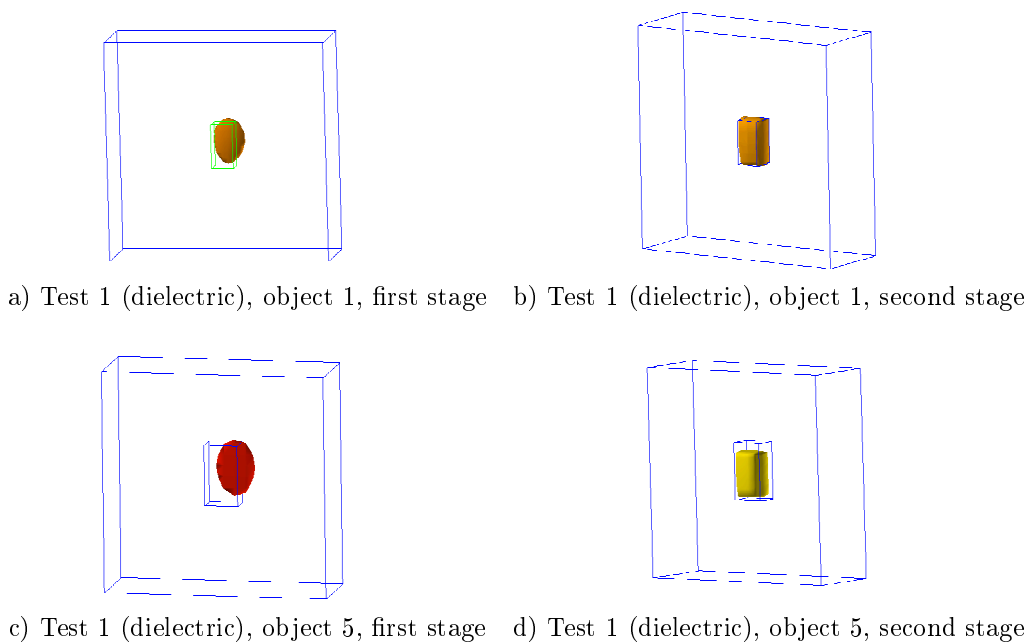 a) Test 1 (dielectric), object 1, first stage
b) Test 1 (dielectric), object 1, second stage
c) Test 1 (dielectric), object 5, first stage
d) Test 1 (dielectric), object 5, second stage